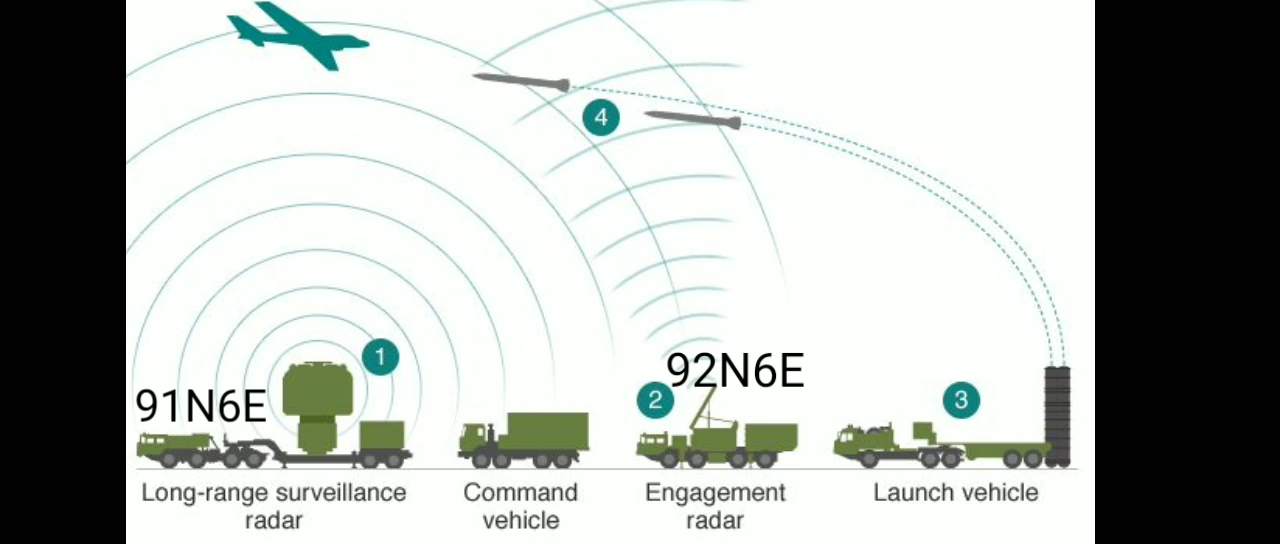 4
1
92N6E
91N6E
2
3
Long-range surveillance
radar
Command
vehicle
Engagement
radar
Launch vehicle